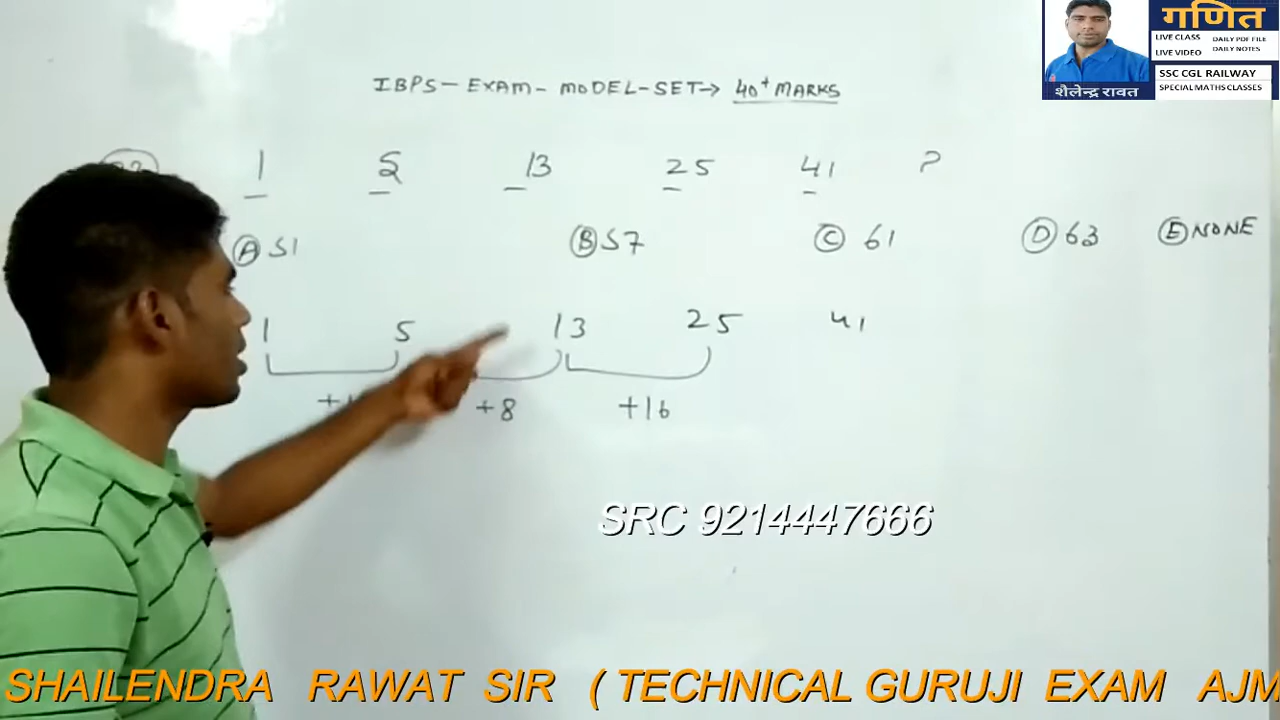 गणित
LIVE CLASS DAILY PDF FILE
LIVE VIDEO DAILY NOTES
SSC CGL RAILWAY
SPECIAL MATHS CLASSES
शैलेन्द्र रावत
IBPS-EXAM-MODEL-SET→ 40+ MARKS
1 5 13 25 41 ?
(A) 51 (B) 57 (C) 61 (D) 63 (E) NONE
1 5 13 25 41
+8 +16
SRC 9214447666
SHAILENDRA RAWAT SIR ( TECHNICAL GURUJI EXAM AJM